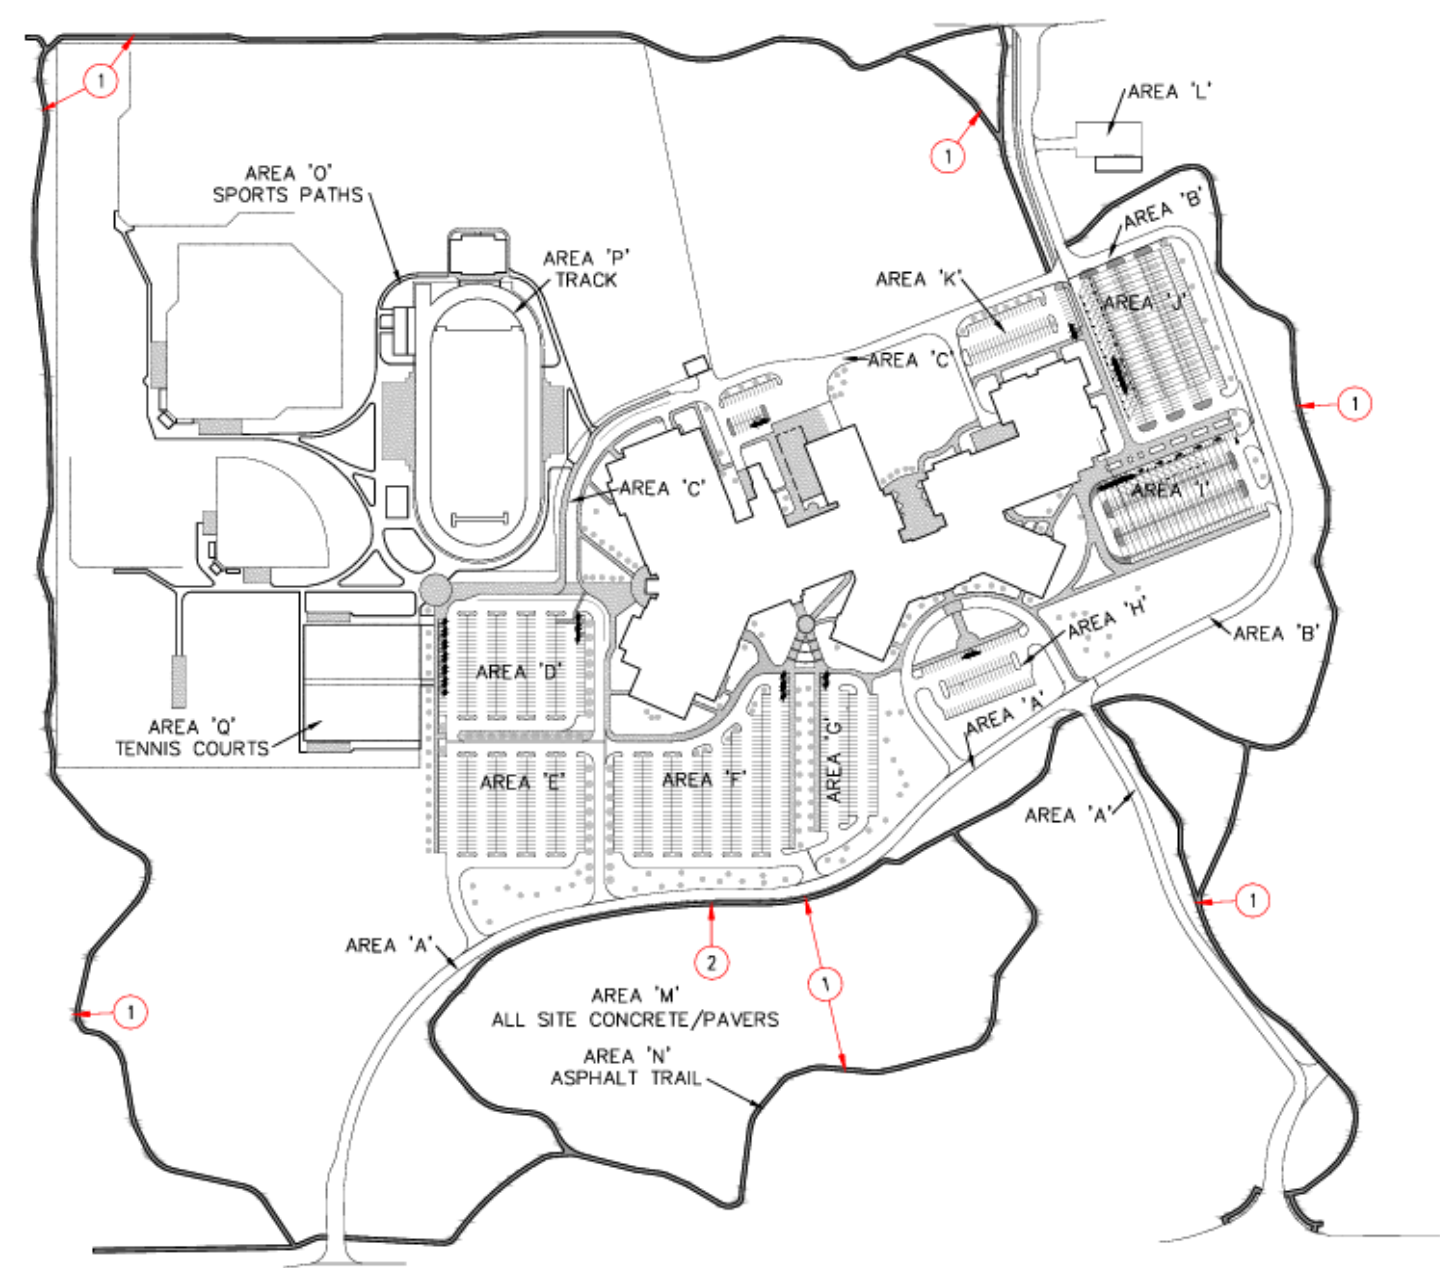 1
AREA 'L'
1
AREA 'O'
SPORTS PATHS
AREA 'B'
AREA 'P'
TRACK
AREA 'K'
AREA 'J'
AREA 'C'
1
AREA 'C'
AREA 'I'
AREA 'H'
AREA 'B'
AREA 'D'
AREA 'A'
AREA 'Q'
TENNIS COURTS
AREA 'E'
AREA 'F'
AREA 'G'
AREA 'A'
1
AREA 'A'
2
1
AREA 'M'
ALL SITE CONCRETE/PAVERS
1
AREA 'N'
ASPHALT TRAIL